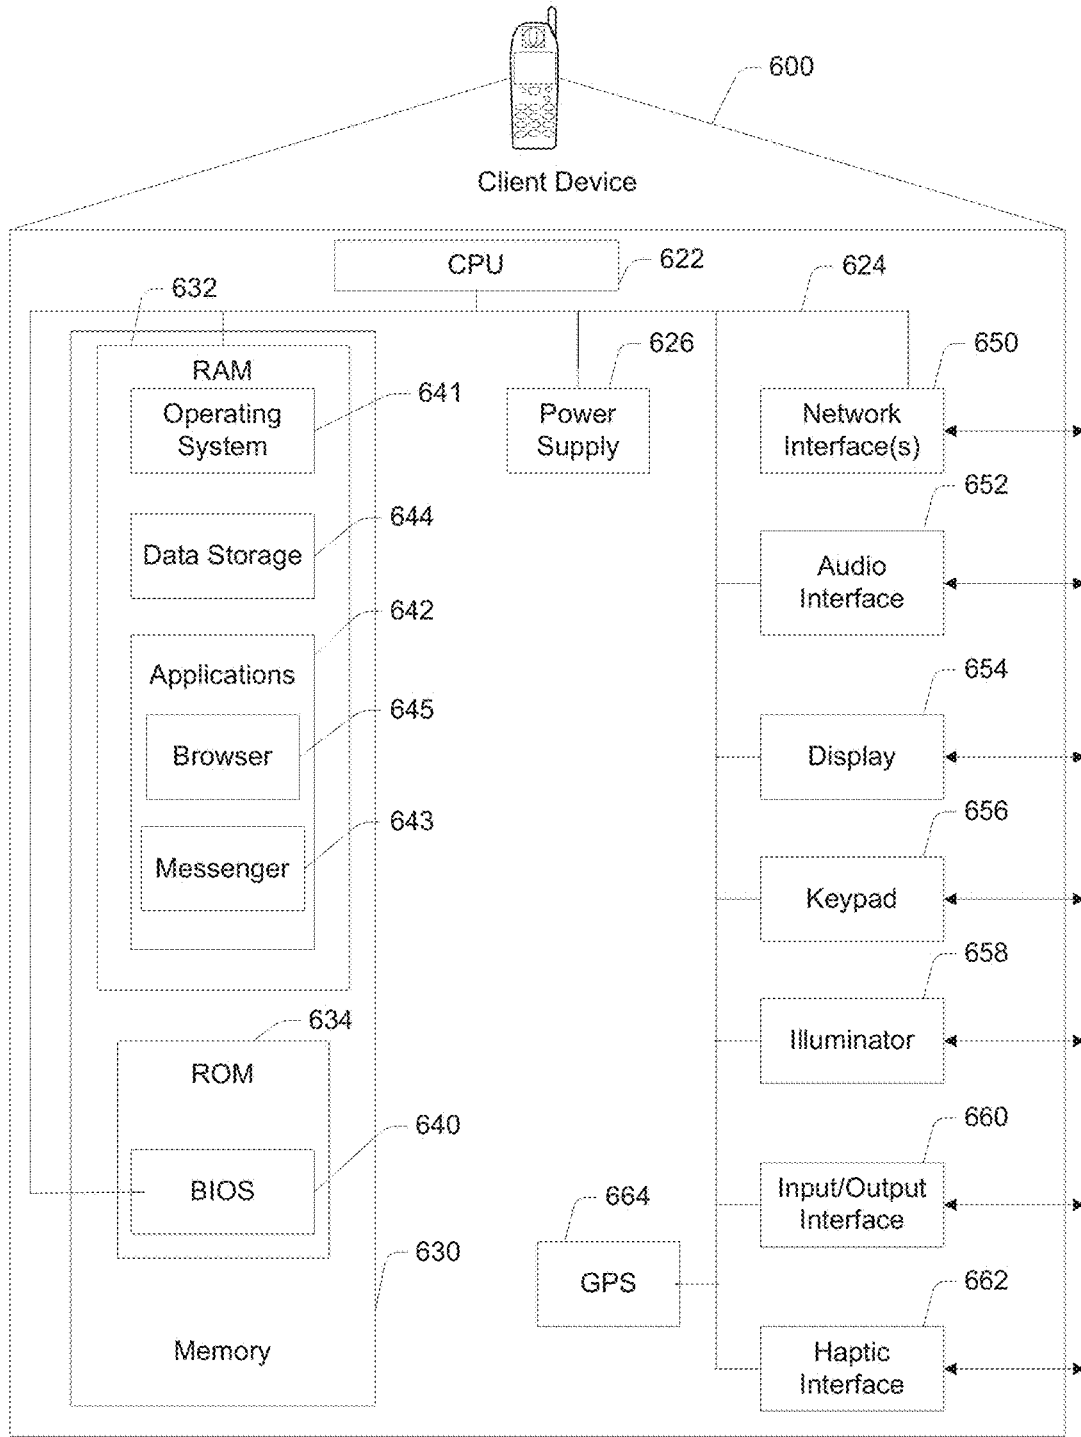 600
Client Device
CPU
622
624
632
626
650
RAM
Operating
System
641
Power
Supply
Network
Interface(s)
652
644
Data Storage
Audio
Interface
642
Applications
654
645
Browser
Display
643
656
Messenger
Keypad
658
634
Illuminator
ROM
640
660
BIOS
664
Input/Output
Interface
630
GPS
662
Memory
Haptic
Interface